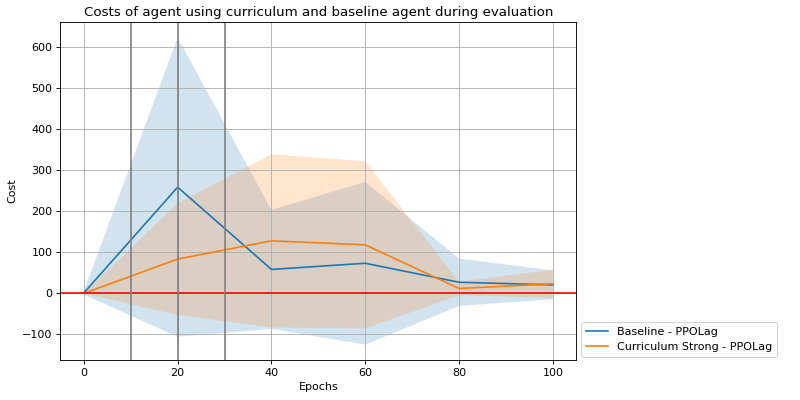 Costs of agent using curriculum and baseline agent during evaluation
600
500
400
300
200
100
0
−100
Cost
0 20 40 60 80 100
Epochs
Baseline - PPOLag
Curriculum Strong - PPOLag